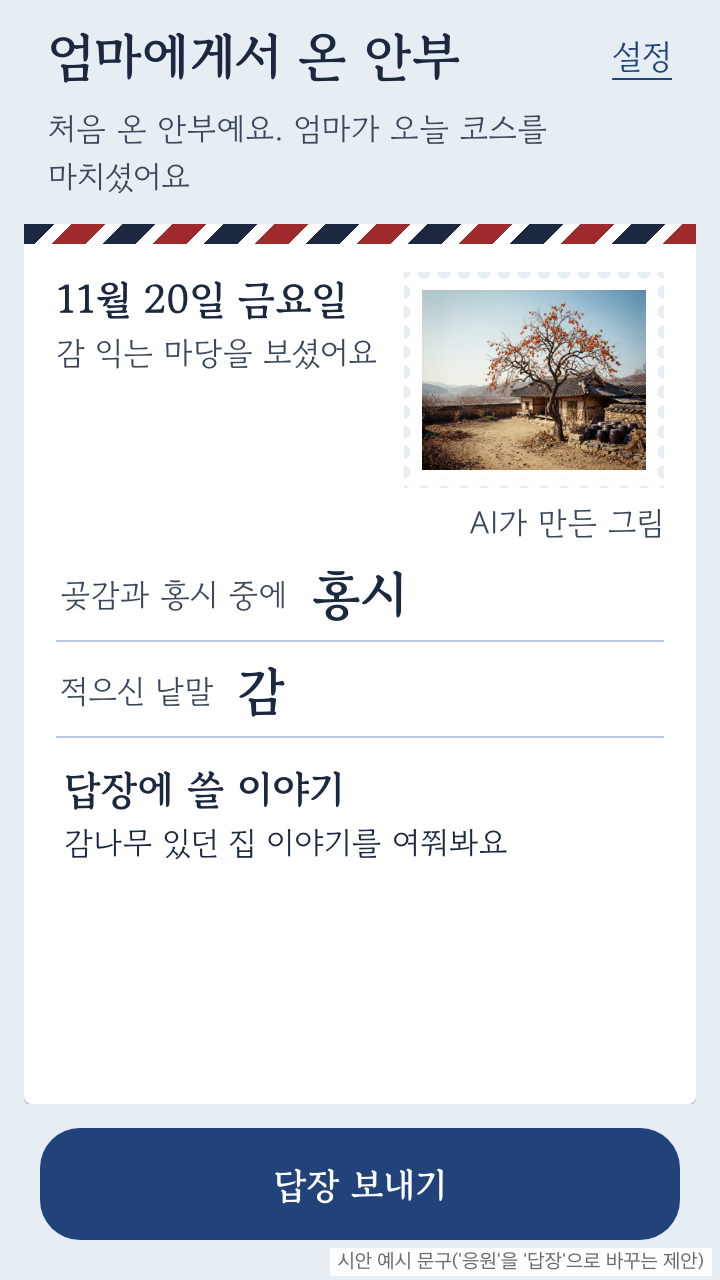 엄마에게서 온 안부
설정
처음 온 안부예요. 엄마가 오늘 코스를
마치셨어요
11월 20일 금요일
감 익는 마당을 보셨어요
AI가 만든 그림
곶감과 홍시 중에 홍시
적으신 낱말 감
답장에 쓸 이야기
감나무 있던 집 이야기를 여쭤봐요
답장 보내기
시안 예시 문구('응원'을 '답장'으로 바꾸는 제안)